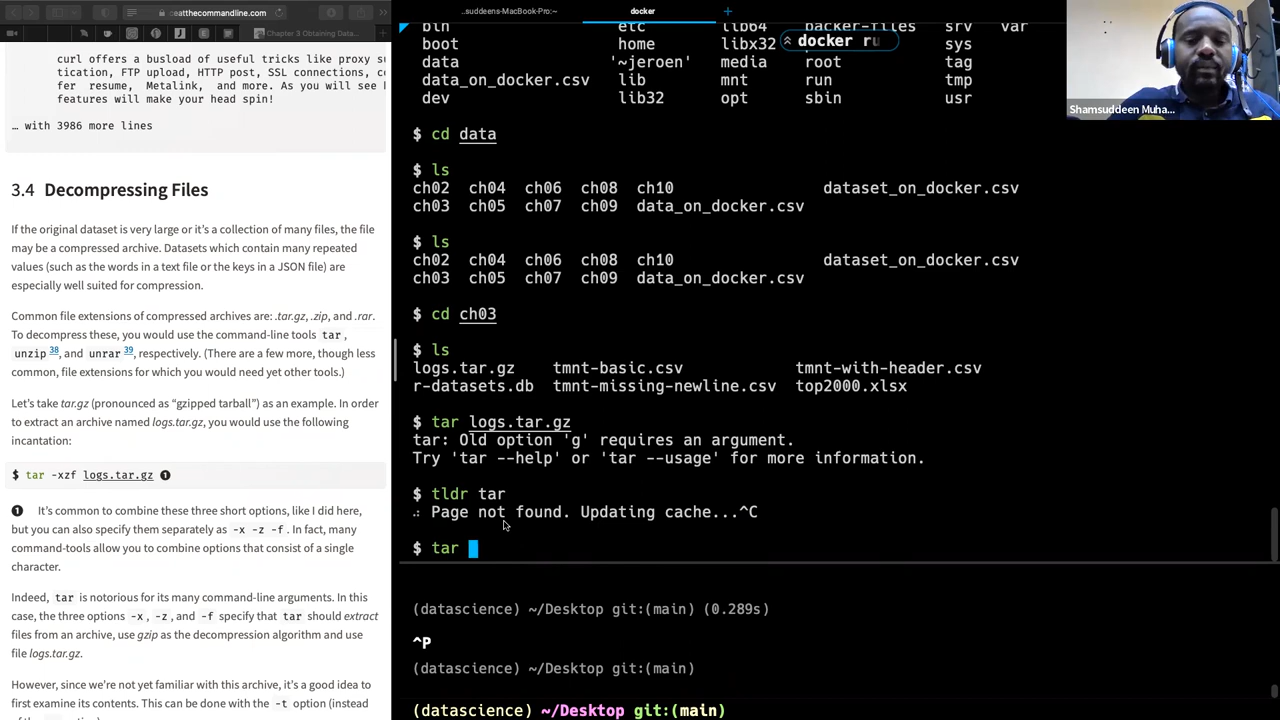 eatthecommandline.com
Chapter 3 Obtaining Data...
curl offers a busload of useful tricks like proxy su
tication, FTP upload, HTTP post, SSL connections, co
fer resume, Metalink, and more. As you will see b
features will make your head spin!
… with 3986 more lines
3.4 Decompressing Files
If the original dataset is very large or it's a collection of many files, the file
may be a compressed archive. Datasets which contain many repeated
values (such as the words in a text file or the keys in a JSON file) are
especially well suited for compression.
Common file extensions of compressed archives are: .tar.gz, .zip, and .rar.
To decompress these, you would use the command-line tools tar ,
unzip 38, and unrar 39, respectively. (There are a few more, though less
common, file extensions for which you would need yet other tools.)
Let's take tar.gz (pronounced as “gzipped tarball”) as an example. In order
to extract an archive named logs.tar.gz, you would use the following
incantation:
$ tar -xzf logs.tar.gz ❶
❶ It's common to combine these three short options, like I did here,
but you can also specify them separately as -x -z -f . In fact, many
command-tools allow you to combine options that consist of a single
character.
Indeed, tar is notorious for its many command-line arguments. In this
case, the three options -x , -z , and -f specify that tar should extract
files from an archive, use gzip as the decompression algorithm and use
file logs.tar.gz.
However, since we're not yet familiar with this archive, it's a good idea to
first examine its contents. This can be done with the -t option (instead
..suddeens-MacBook-Pro:~
docker
+
bin etc lib64 packer-files srv var
boot home libx32 sys
docker ru
data '~jeroen' media root tag
data_on_docker.csv lib mnt run tmp
dev lib32 opt sbin usr
$ cd data
$ ls
ch02 ch04 ch06 ch08 ch10 dataset_on_docker.csv
ch03 ch05 ch07 ch09 data_on_docker.csv
$ ls
ch02 ch04 ch06 ch08 ch10 dataset_on_docker.csv
ch03 ch05 ch07 ch09 data_on_docker.csv
$ cd ch03
$ ls
logs.tar.gz tmnt-basic.csv tmnt-with-header.csv
r-datasets.db tmnt-missing-newline.csv top2000.xlsx
$ tar logs.tar.gz
tar: Old option 'g' requires an argument.
Try 'tar --help' or 'tar --usage' for more information.
$ tldr tar
Page not found. Updating cache...^C
$ tar
(datascience) ~/Desktop git:(main) (0.289s)
^P
(datascience) ~/Desktop git:(main)
(datascience) ~/Desktop git:(main)
Shamsuddeen Muha...